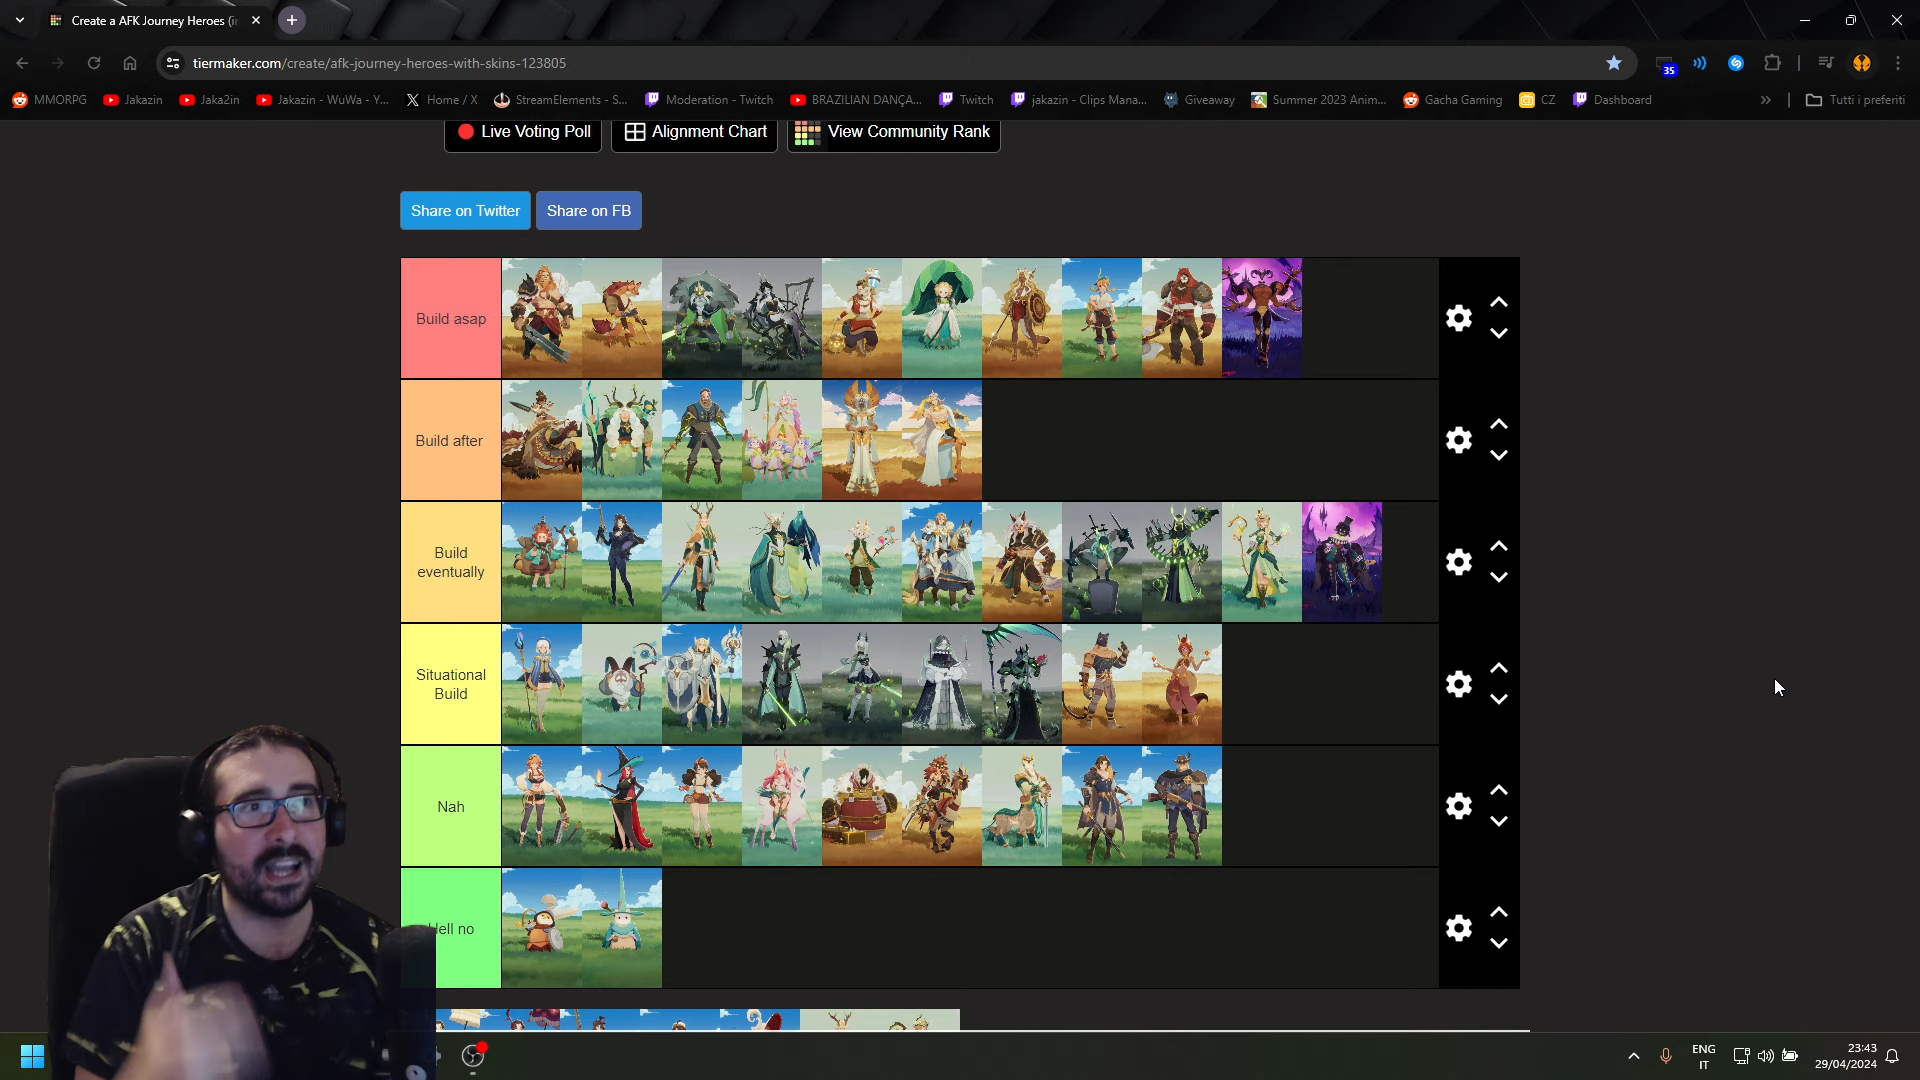 Create a AFK Journey Heroes (i
tiermaker.com/create/afk-journey-heroes-with-skins-123805
35
MMORPG
Jakazin
Jaka2in
Jakazin - WuWa - Y...
Home / X
StreamElements - S...
Moderation - Twitch
BRAZILIAN DANÇA...
Twitch
jakazin - Clips Mana...
Giveaway
Summer 2023 Anim...
Gacha Gaming
CZ
Dashboard
Tutti i preferiti
Live Voting Poll
Alignment Chart
View Community Rank
Share on Twitter
Share on FB
Build asap
Build after
Build
eventually
Situational
Build
Nah
ell no
ENG
IT
23:43
29/04/2024